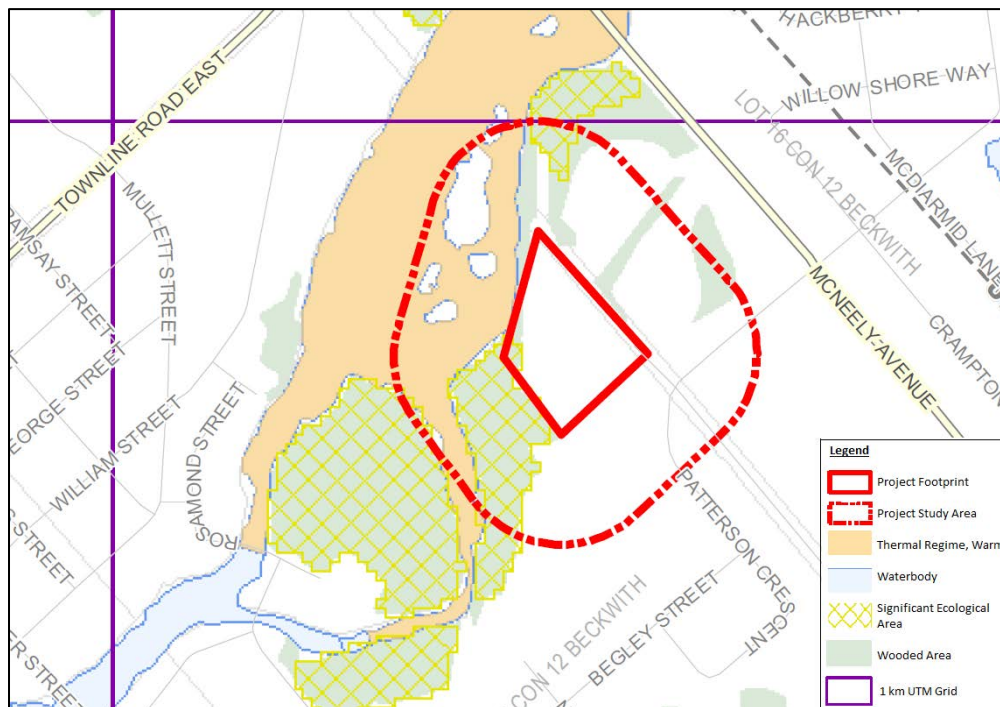 HACKBERRY
WILLOW SHORE WAY
LOT 16 CON 12 BECKWITH
MCDIARMID LANE
TOWNLINE ROAD EAST
MULLETT STREET
RAMSAY STREET
GEORGE STREET
WILLIAM STREET
ROSAMOND STREET
MCNEELY AVENUE
CRAMPTON
PATTERSON CRESCENT
BEGLEY STREET
CON 12 BECKWITH
STREET
STREET
Legend
Project Footprint
Project Study Area
Thermal Regime, Warm
Waterbody
Significant Ecological
Area
Wooded Area
1 km UTM Grid